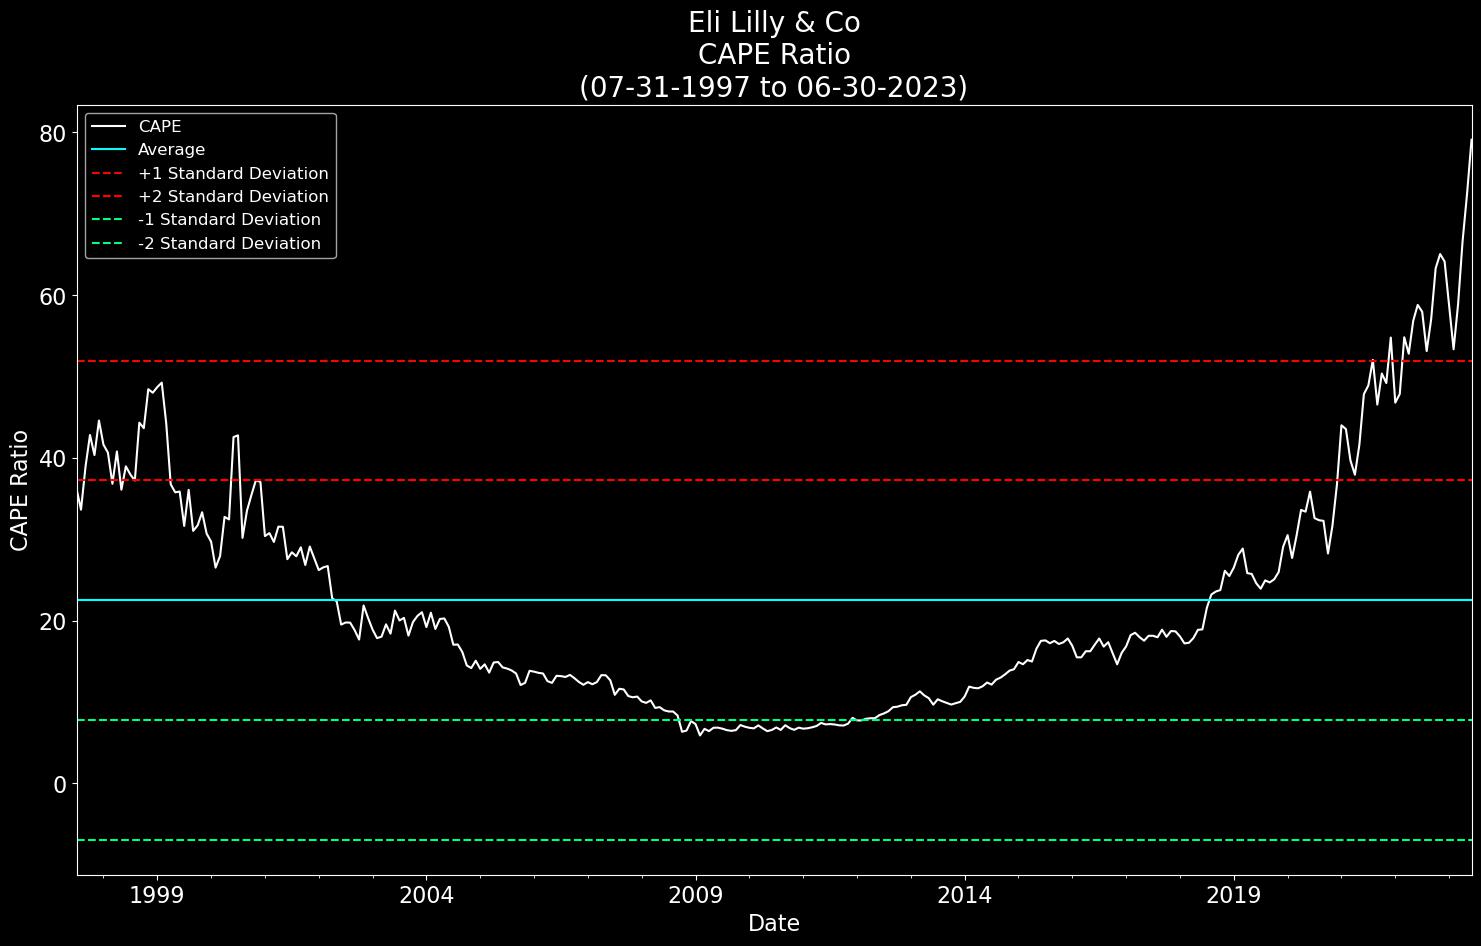 Eli Lilly & Co
CAPE Ratio
(07-31-1997 to 06-30-2023)
CAPE
Average
+1 Standard Deviation
+2 Standard Deviation
-1 Standard Deviation
-2 Standard Deviation
CAPE Ratio
80
60
40
20
0
1999 2004 2009 2014 2019
Date